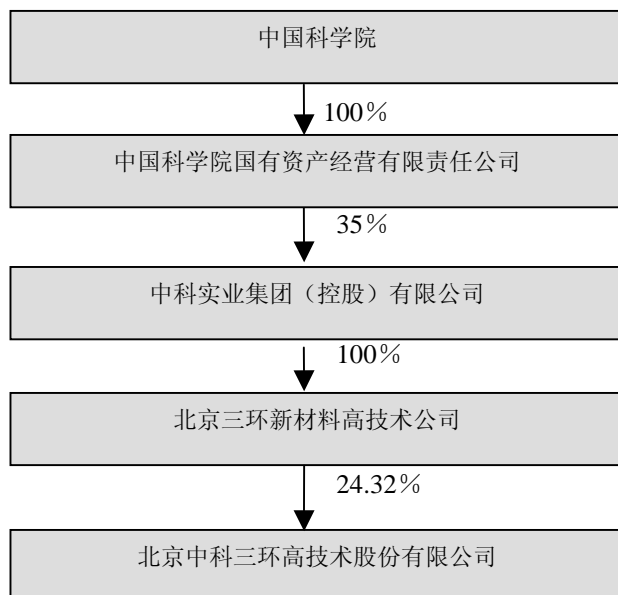 中国科学院
100％
中国科学院国有资产经营有限责任公司
35％
中科实业集团（控股）有限公司
100％
北京三环新材料高技术公司
24.32％
北京中科三环高技术股份有限公司